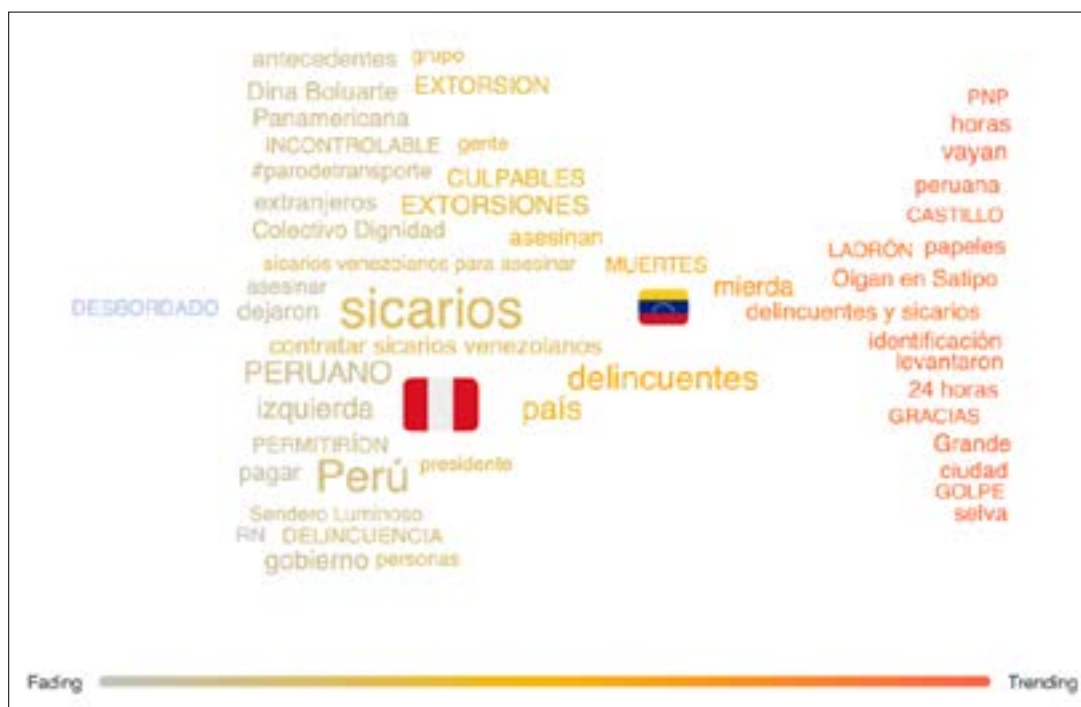 antecedentes grupo
Dina Boluarte EXTORSION
PNP
Panamericana
horas
INCONTROLABLE gente
vayan
#parodetransporte CULPABLES
peruana
extranjeros EXTORSIONES
CASTILLO
Colectivo Dignidad asesinan
LADRÓN papeles
sicarios venezolanos para asesinar MUERTES
asesinar mierda Oigan en Satipo
DESBORDADO dejaron sicarios delincuentes y sicarios
contratar sicarios venezolanos identificación
levantaron
PERUANO delincuentes
24 horas
izquierda país
GRACIAS
PERMITIRÍON Grande
pagar Perú presidente ciudad
GOLPE
Sendero Luminoso selva
RN DELINCUENCIA
gobierno personas
Fading Trending